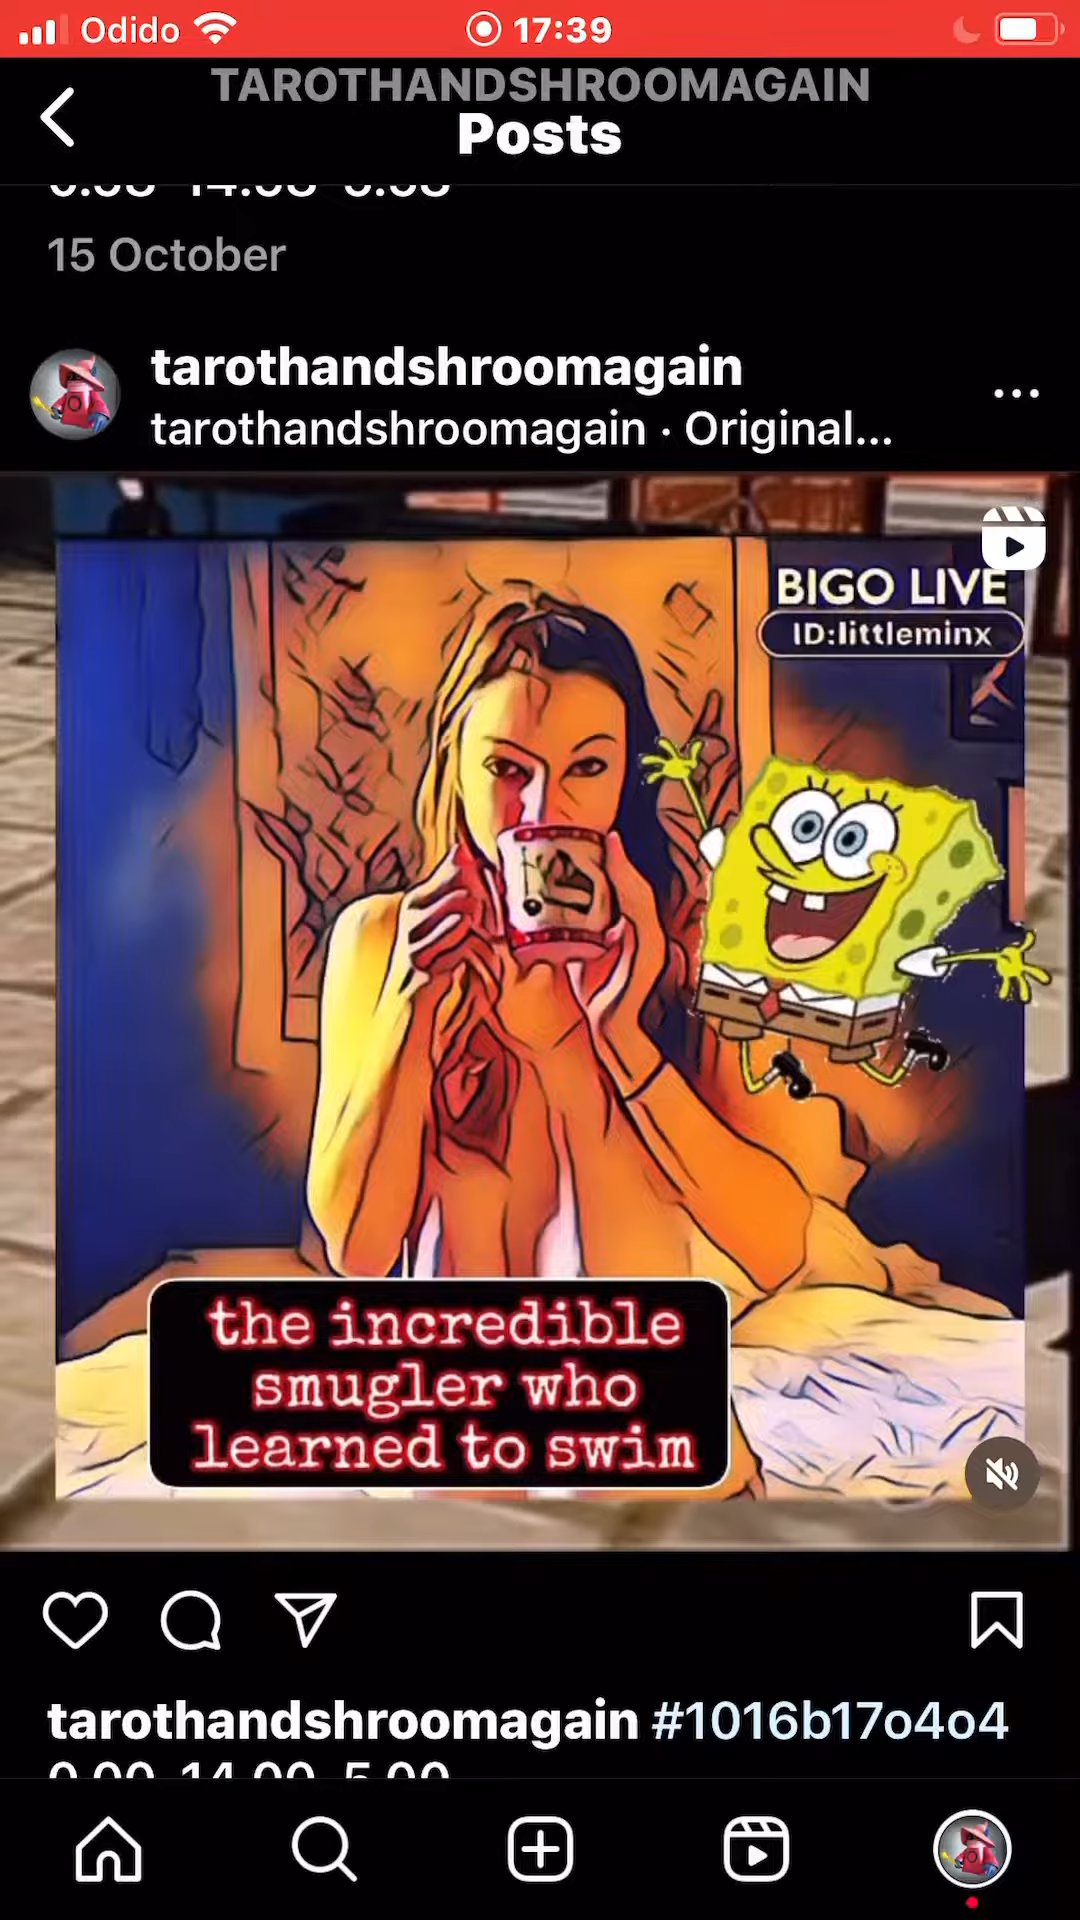 Odido 17:39
TAROTHANDSHROOMAGAIN
Posts
15 October
tarothandshroomagain
tarothandshroomagain · Original...
BIGO LIVE
ID:littleminx
the incredible
smugler who
learned to swim
tarothandshroomagain #1016b17o4o4